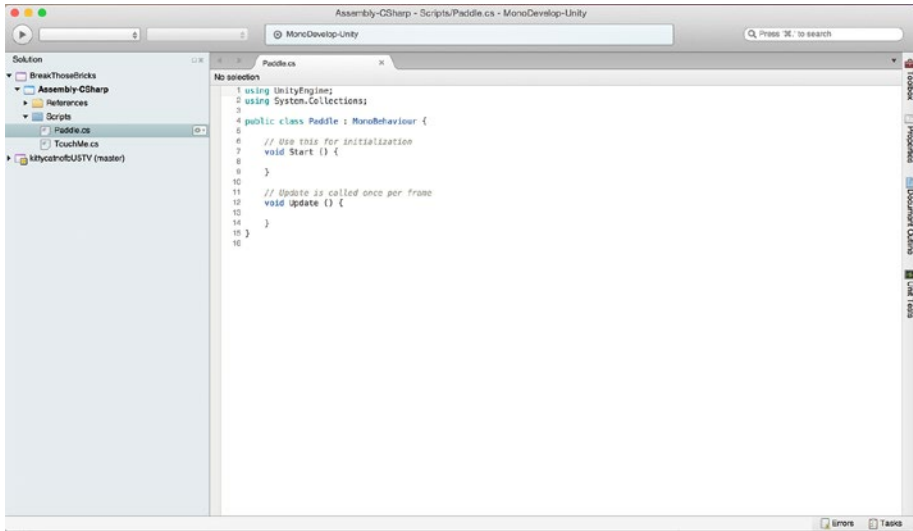 Assembly-CSharp - Scripts/Paddle.cs - MonoDevelop-Unity
MonoDevelop-Unity
Press '⌘.' to search
Solution
BreakThoseBricks
Assembly-CSharp
References
Scripts
Paddle.cs
TouchMe.cs
Paddle.cs
No selection
1 using UnityEngine;
2 using System.Collections;
3
4 public class Paddle : MonoBehaviour {
5
6 // Use this for initialization
7 void Start () {
8
9 }
10
11 // Update is called once per frame
12 void Update () {
13
14 }
15 }
16
Toolbox
Properties
Document Outline
Unit Tests
Errors
Tasks